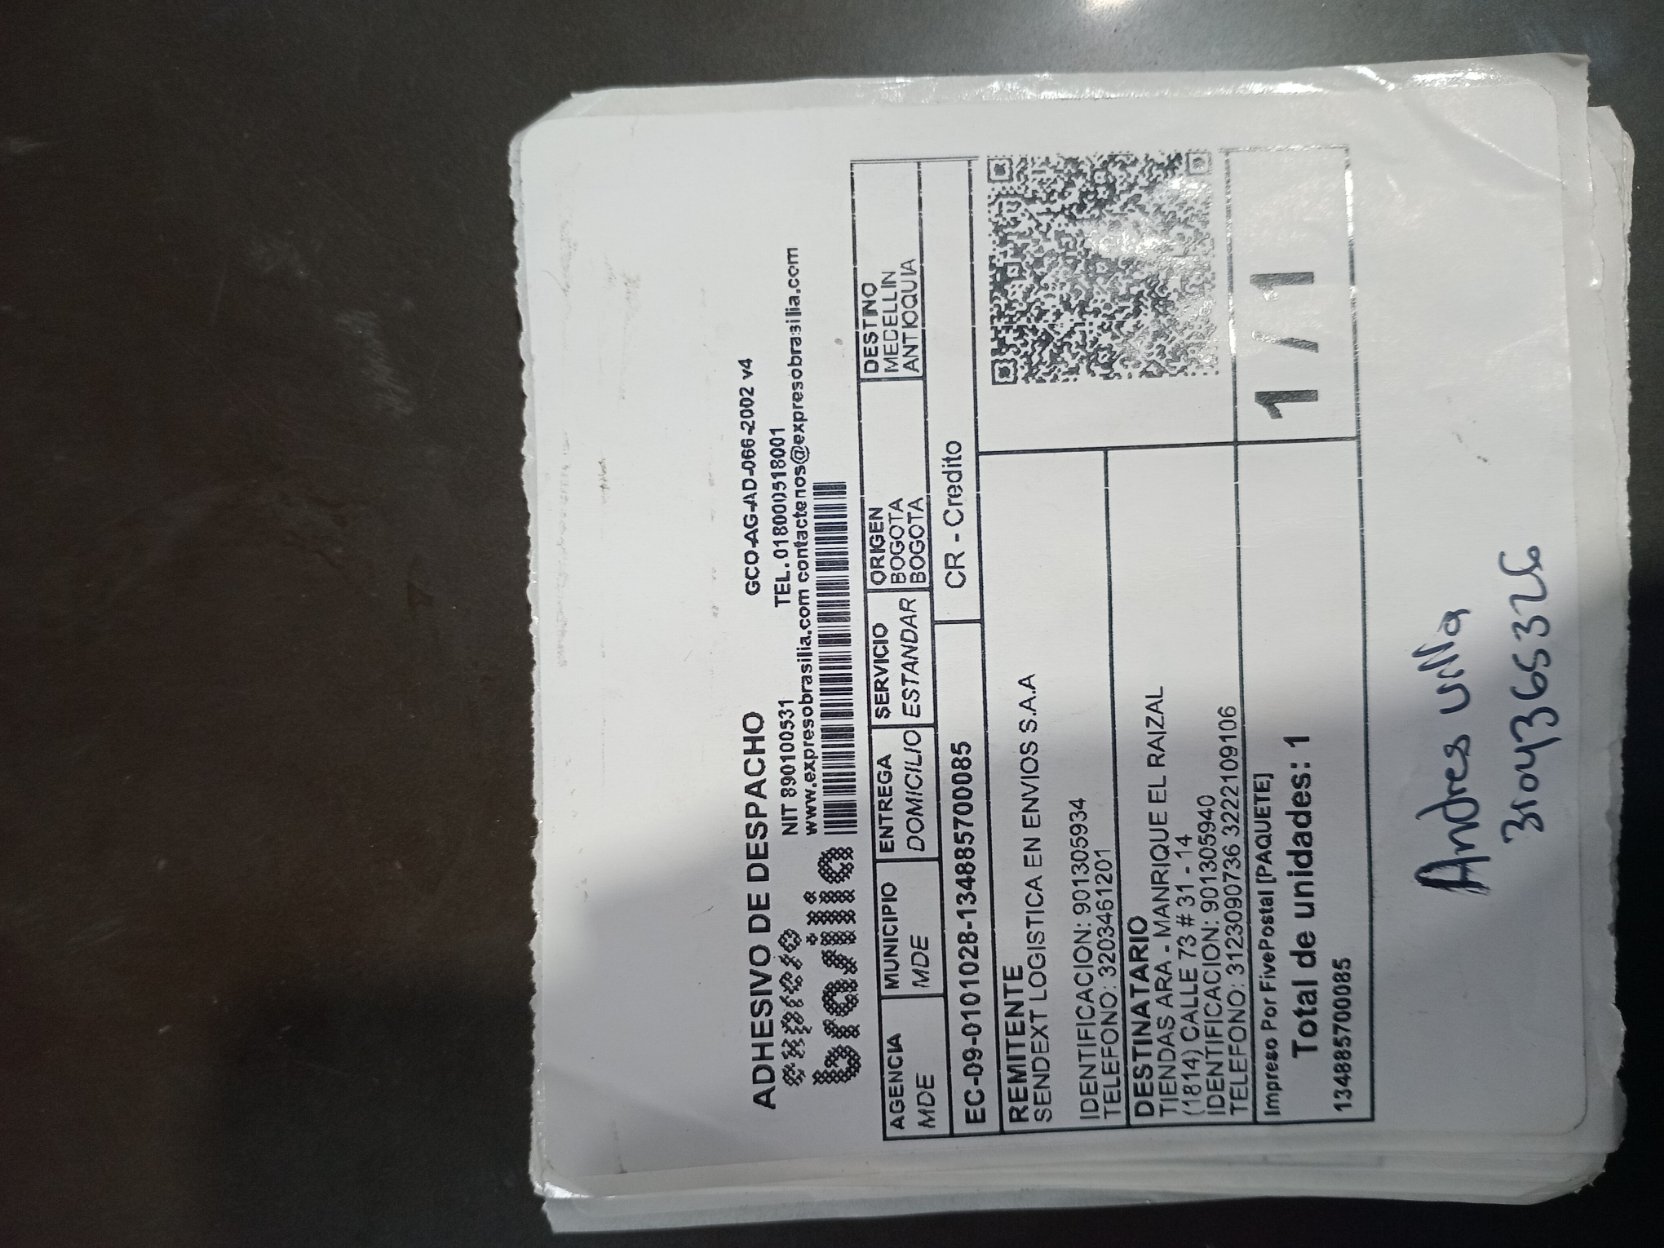 ADHESIVO DE DESPACHO GCO-AG-AD-066-2002 v4
expreso brasilia
NIT 890100531 TEL. 018000518001
www.expresobrasilia.com contactenos@expresobrasilia.com
AGENCIA MUNICIPIO ENTREGA SERVICIO ORIGEN DESTINO
MDE MDE DOMICILIO ESTANDAR BOGOTA MEDELLIN
BOGOTA ANTIOQUIA
EC-09-0101028-134885700085 CR - Credito
REMITENTE
SENDEXT LOGISTICA EN ENVIOS S.A.A
IDENTIFICACION: 901305934
TELEFONO: 3203461201
DESTINATARIO
TIENDAS ARA - MANRIQUE EL RAIZAL
(1814) CALLE 73 # 31 - 14
IDENTIFICACION: 901305940
TELEFONO: 3123090736 3222109106
Impreso Por FivePostal [PAQUETE]
Total de unidades: 1
1 / 1
134885700085
Andres ulla
3104365326